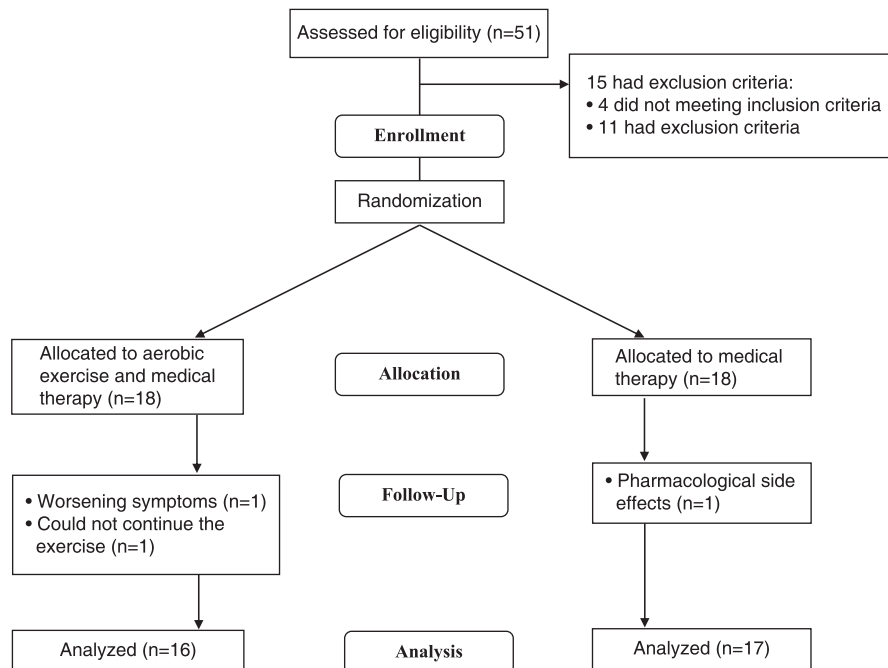 Assessed for eligibility (n=51)
15 had exclusion criteria:
• 4 did not meeting inclusion criteria
• 11 had exclusion criteria
Enrollment
Randomization
Allocated to aerobic
exercise and medical
therapy (n=18)
Allocation
Allocated to medical
therapy (n=18)
• Worsening symptoms (n=1)
• Could not continue the
exercise (n=1)
Follow-Up
• Pharmacological side
effects (n=1)
Analyzed (n=16)
Analysis
Analyzed (n=17)